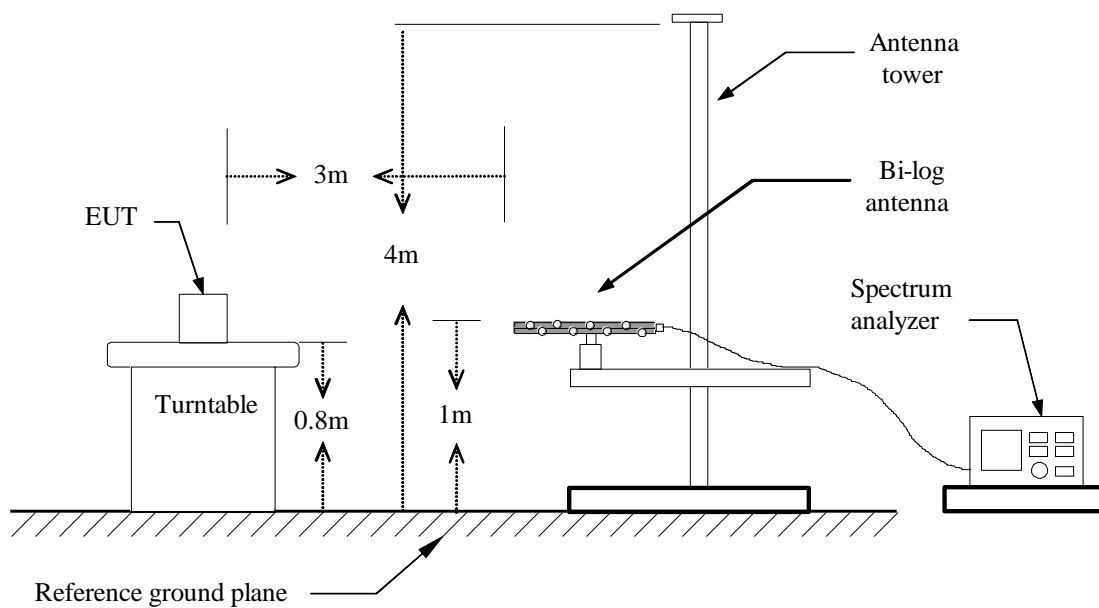 Antenna
tower
3m
Bi-log
antenna
EUT
4m
Spectrum
analyzer
Turntable
0.8m
1m
Reference ground plane